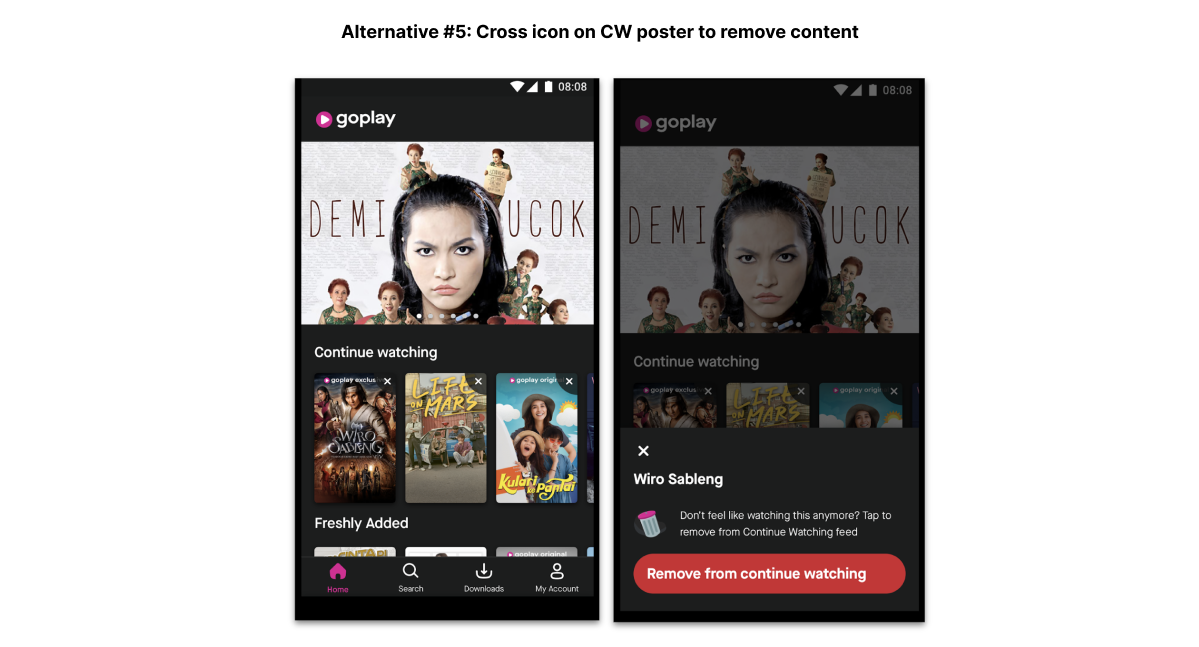 Alternative #5: Cross icon on CW poster to remove content
08:08
goplay
DEMI UCOK
Continue watching
goplay exclus
WIRO
SABLENG
LIFE
ON MARS
goplay origin
Kulari
ke Pantai
Freshly Added
goplay original
Home
Search
Downloads
My Account
08:08
goplay
DEMI UCOK
Continue watching
goplay exclus
LIFE
ON MARS
goplay origin
Wiro Sableng
Don't feel like watching this anymore? Tap to
remove from Continue Watching feed
Remove from continue watching